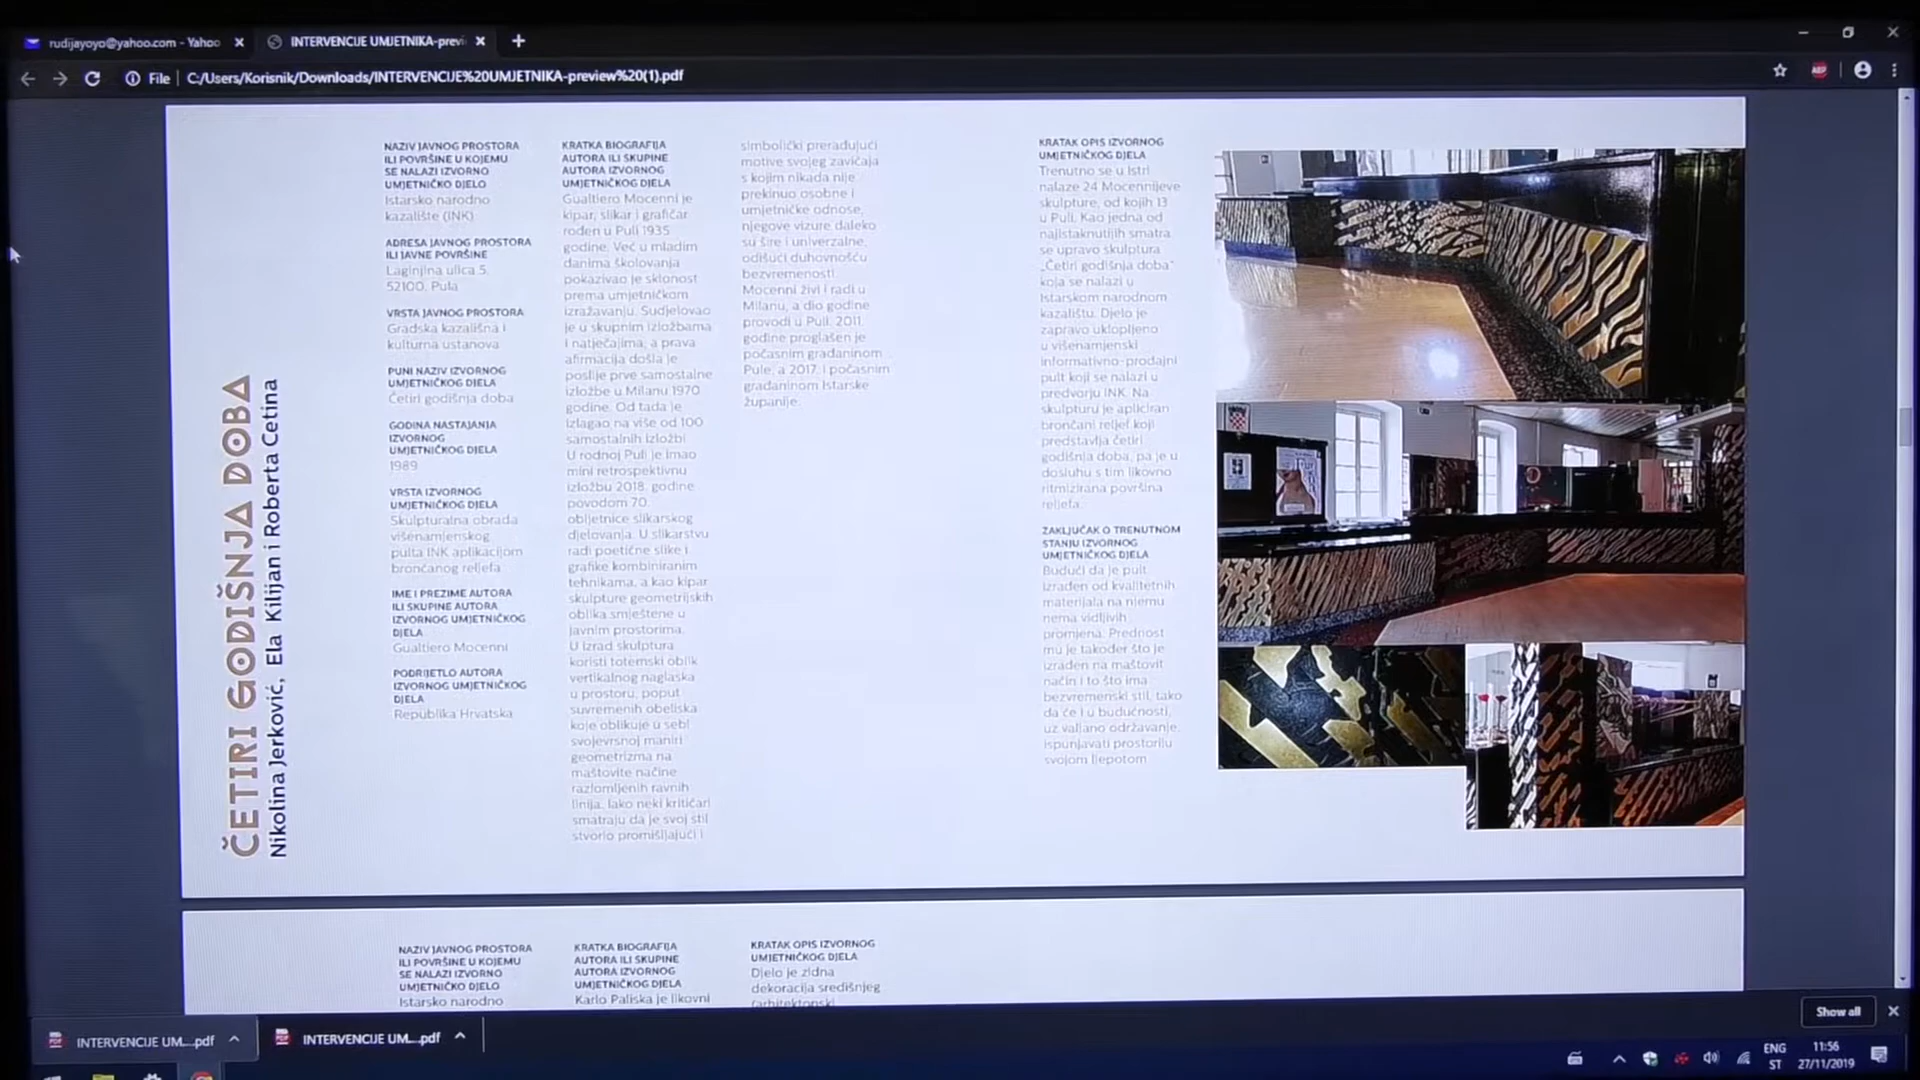 rudijayoyo@yahoo.com - Yahoo
INTERVENCIJE UMJETNIKA-previ
File
C:/Users/Korisnik/Downloads/INTERVENCIJE%20UMJETNIKA-preview%20(1).pdf
ČETIRI GODIŠNJA DOBA
Nikolina Jerković, Ela Kilijan i Roberta Cetina
NAZIV JAVNOG PROSTORA
ILI POVRŠINE U KOJEMU
SE NALAZI IZVORNO
UMJETNIČKO DJELO
Istarsko narodno
kazalište (INK)
ADRESA JAVNOG PROSTORA
ILI JAVNE POVRŠINE
Laginjina ulica 5,
52100, Pula
VRSTA JAVNOG PROSTORA
Gradska kazališna i
kulturna ustanova
PUNI NAZIV IZVORNOG
UMJETNIČKOG DJELA
Četiri godišnja doba
GODINA NASTAJANJA
IZVORNOG
UMJETNIČKOG DJELA
1989
VRSTA IZVORNOG
UMJETNIČKOG DJELA
Skulpturalna obrada
višenamjenskog
pulta INK aplikacijom
brončanog reljefa
IME I PREZIME AUTORA
ILI SKUPINE AUTORA
IZVORNOG UMJETNIČKOG
DJELA
Gualtiero Mocenni
PODRIJETLO AUTORA
IZVORNOG UMJETNIČKOG
DJELA
Republika Hrvatska
KRATKA BIOGRAFIJA
AUTORA ILI SKUPINE
AUTORA IZVORNOG
UMJETNIČKOG DJELA
Gualtiero Mocenni je
kipar, slikar i grafičar
rođen u Puli 1935
godine. Već u mladim
danima školovanja
pokazivao je sklonost
prema umjetničkom
izražavanju. Sudjelovao
je u skupnim izložbama
i natječajima, a prava
afirmacija došla je
poslije prve samostalne
izložbe u Milanu 1970
godine. Od tada je
izlagao na više od 100
samostalnih izložbi
U rodnoj Puli je imao
mini retrospektivnu
izložbu 2018. godine
povodom 70.
obljetnice slikarskog
djelovanja. U slikarstvu
radi poetične slike i
grafike kombiniranim
tehnikama, a kao kipar
skulpture geometrijskih
oblika smještene u
javnim prostorima.
U izrad skulptura
koristi totemski oblik
vertikalnog naglaska
u prostoru, poput
suvremenih obeliska
koje oblikuje u sebi
svojevrsnoj maniri
geometrizma na
maštovite načine
razlomljenih ravnih
linija. Iako neki kritičari
smatraju da je svoj stil
stvorio promišljajući i
simbolički prerađujući
motive svojeg zavičaja
s kojim nikada nije
prekinuo osobne i
umjetničke odnose,
njegove vizure daleko
su šire i univerzalne,
odišući duhovnošću
bezvremenosti.
Mocenni živi i radi u
Milanu, a dio godine
provodi u Puli. 2011.
godine proglašen je
počasnim građaninom
Pule, a 2017. i počasnim
građaninom Istarske
županije.
KRATAK OPIS IZVORNOG
UMJETNIČKOG DJELA
Trenutno se u Istri
nalaze 24 Mocennijeve
skulpture, od kojih 13
u Puli. Kao jedna od
najistaknutijih smatra
se upravo skulptura
„Četiri godišnja doba"
koja se nalazi u
Istarskom narodnom
kazalištu. Djelo je
zapravo uklopljeno
u višenamjenski
informativno-prodajni
pult koji se nalazi u
predvorju INK. Na
skulpturu je apliciran
brončani reljef koji
predstavlja četiri
godišnja doba, pa je u
dosluhu s tim likovno
ritmizirana površina
reljefa.
ZAKLJUČAK O TRENUTNOM
STANJU IZVORNOG
UMJETNIČKOG DJELA
Budući da je pult
izrađen od kvalitetnih
materijala na njemu
nema vidljivih
promjena. Prednost
mu je također što je
izrađen na maštovit
način i to što ima
bezvremenski stil, tako
da će i u budućnosti,
uz valjano održavanje,
ispunjavati prostoriju
svojom ljepotom
NAZIV JAVNOG PROSTORA
ILI POVRŠINE U KOJEMU
SE NALAZI IZVORNO
UMJETNIČKO DJELO
Istarsko narodno
KRATKA BIOGRAFIJA
AUTORA ILI SKUPINE
AUTORA IZVORNOG
UMJETNIČKOG DJELA
Karlo Paliska je likovni
KRATAK OPIS IZVORNOG
UMJETNIČKOG DJELA
Djelo je zidna
dekoracija središnjeg
(arhitektonski
INTERVENCIJE UM....pdf
INTERVENCIJE UM....pdf
Show all
ENG
ST
11:56
27/11/2019